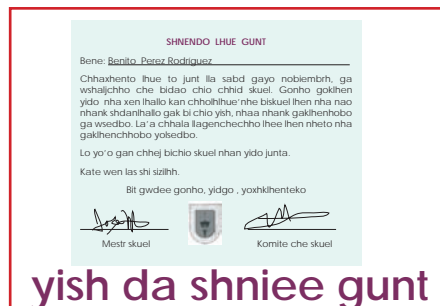 SHNENDO LHUE GUNT
Bene: Benito Perez Rodriguez
Chhaxhento lhue to junt lla sabd gayo nobiembrh, ga
wshaljchho che bidao chio chhid skuel. Gonho goklhen
yido nha xen lhallo kan chholhlhue'nhe biskuel lhen nha nao
nhank shdanlhallo gak bi chio yish, nhaa nhank gaklhenhobo
ga wsedbo. La'a chhala llagenchechho lhee lhen nheto nha
gaklhenchhobo yolsedbo.
Lo yo'o gan chhej bichio skuel nhan yido junta.
Kate wen las shi sizilhh.
Bit gwdee gonho, yidgo , yoxhklhenteko
Mestr skuel
Komite che skuel
yish da shniee gunt